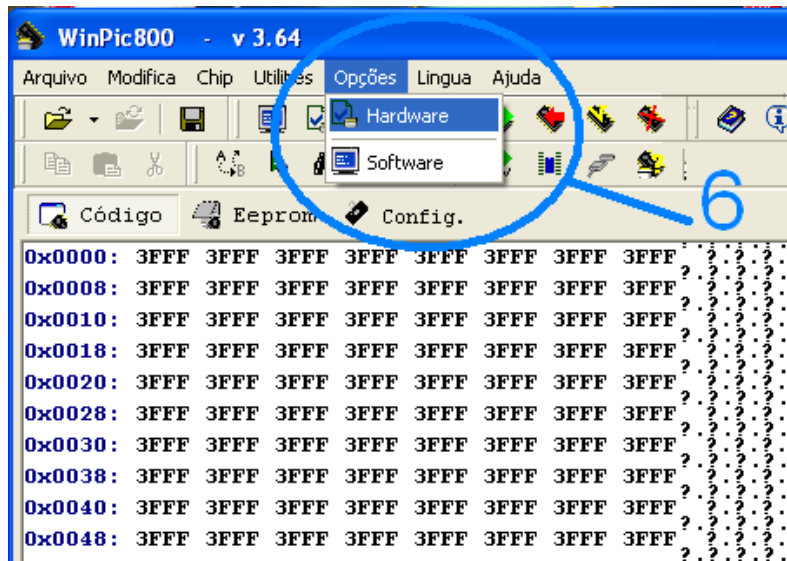 WinPic800 - v 3.64
Arquivo Modifica Chip Opções Lingua Ajuda
Hardware
Software
6
Código Eeprom Config.
0x0000: 3FFF 3FFF 3FFF 3FFF 3FFF 3FFF 3FFF 3FFF ?.?.?.?.
0x0008: 3FFF 3FFF 3FFF 3FFF 3FFF 3FFF 3FFF 3FFF ?.?.?.?.
0x0010: 3FFF 3FFF 3FFF 3FFF 3FFF 3FFF 3FFF 3FFF ?.?.?.?.
0x0018: 3FFF 3FFF 3FFF 3FFF 3FFF 3FFF 3FFF 3FFF ?.?.?.?.
0x0020: 3FFF 3FFF 3FFF 3FFF 3FFF 3FFF 3FFF 3FFF ?.?.?.?.
0x0028: 3FFF 3FFF 3FFF 3FFF 3FFF 3FFF 3FFF 3FFF ?.?.?.?.
0x0030: 3FFF 3FFF 3FFF 3FFF 3FFF 3FFF 3FFF 3FFF ?.?.?.?.
0x0038: 3FFF 3FFF 3FFF 3FFF 3FFF 3FFF 3FFF 3FFF ?.?.?.?.
0x0040: 3FFF 3FFF 3FFF 3FFF 3FFF 3FFF 3FFF 3FFF ?.?.?.?.
0x0048: 3FFF 3FFF 3FFF 3FFF 3FFF 3FFF 3FFF 3FFF ?.?.?.?.